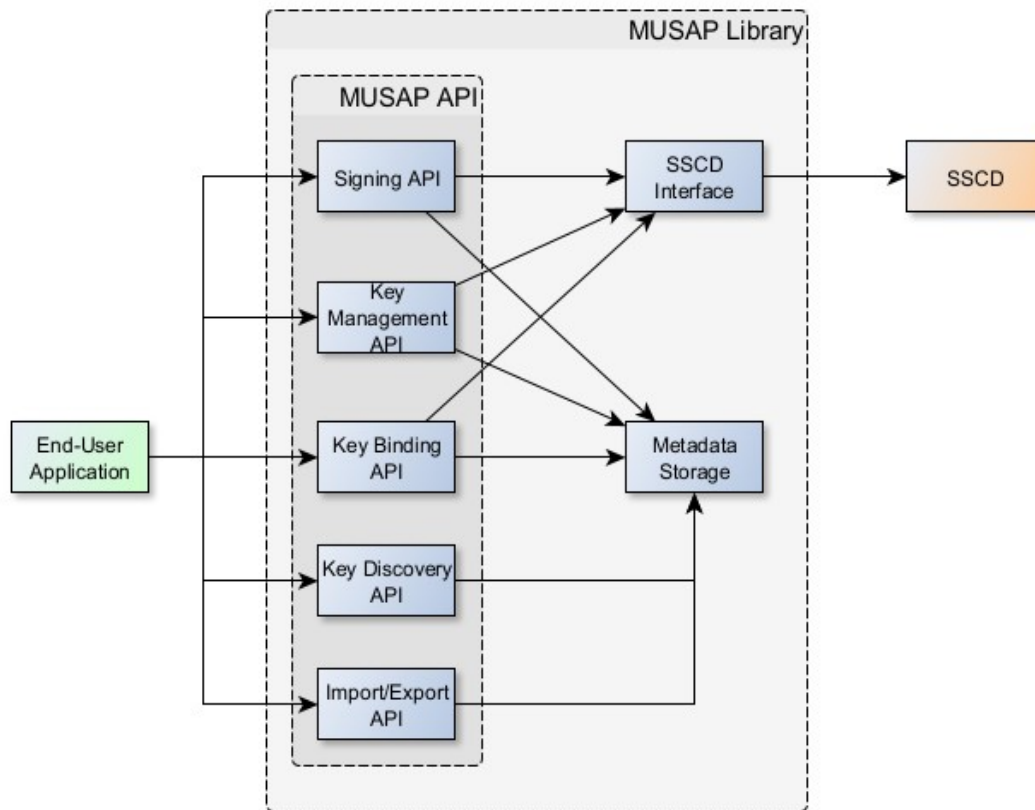 MUSAP Library
MUSAP API
Signing API
SSCD
Interface
SSCD
Key
Management
API
End-User
Application
Key Binding
API
Metadada
Storage
Key Discovery
API
Import/Export
API